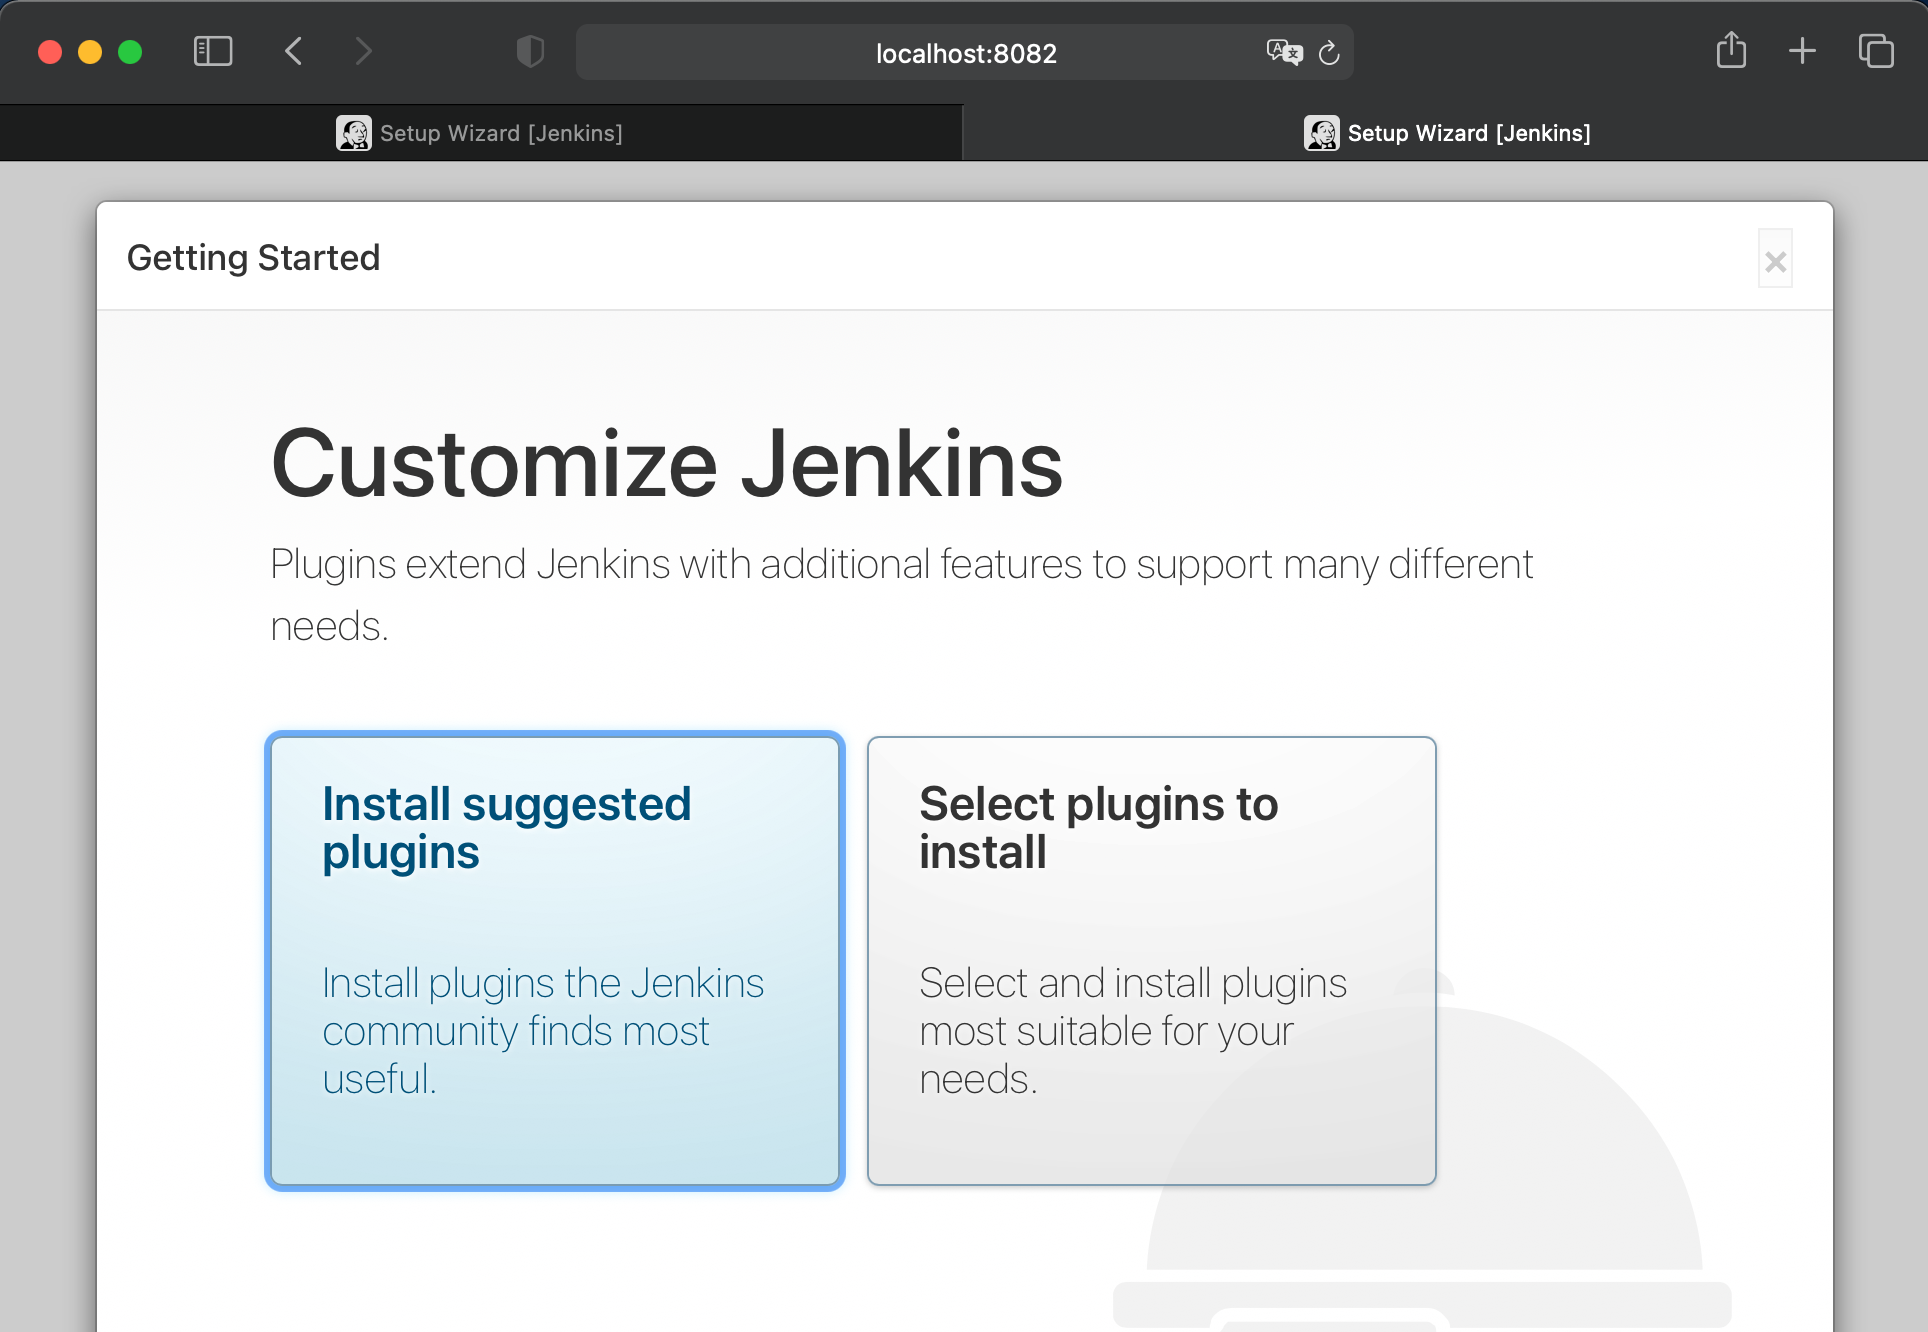 localhost:8082
Setup Wizard [Jenkins]
Setup Wizard [Jenkins]
Getting Started
Customize Jenkins
Plugins extend Jenkins with additional features to support many different
needs.
Install suggested
plugins
Install plugins the Jenkins
community finds most
useful.
Select plugins to
install
Select and install plugins
most suitable for your
needs.